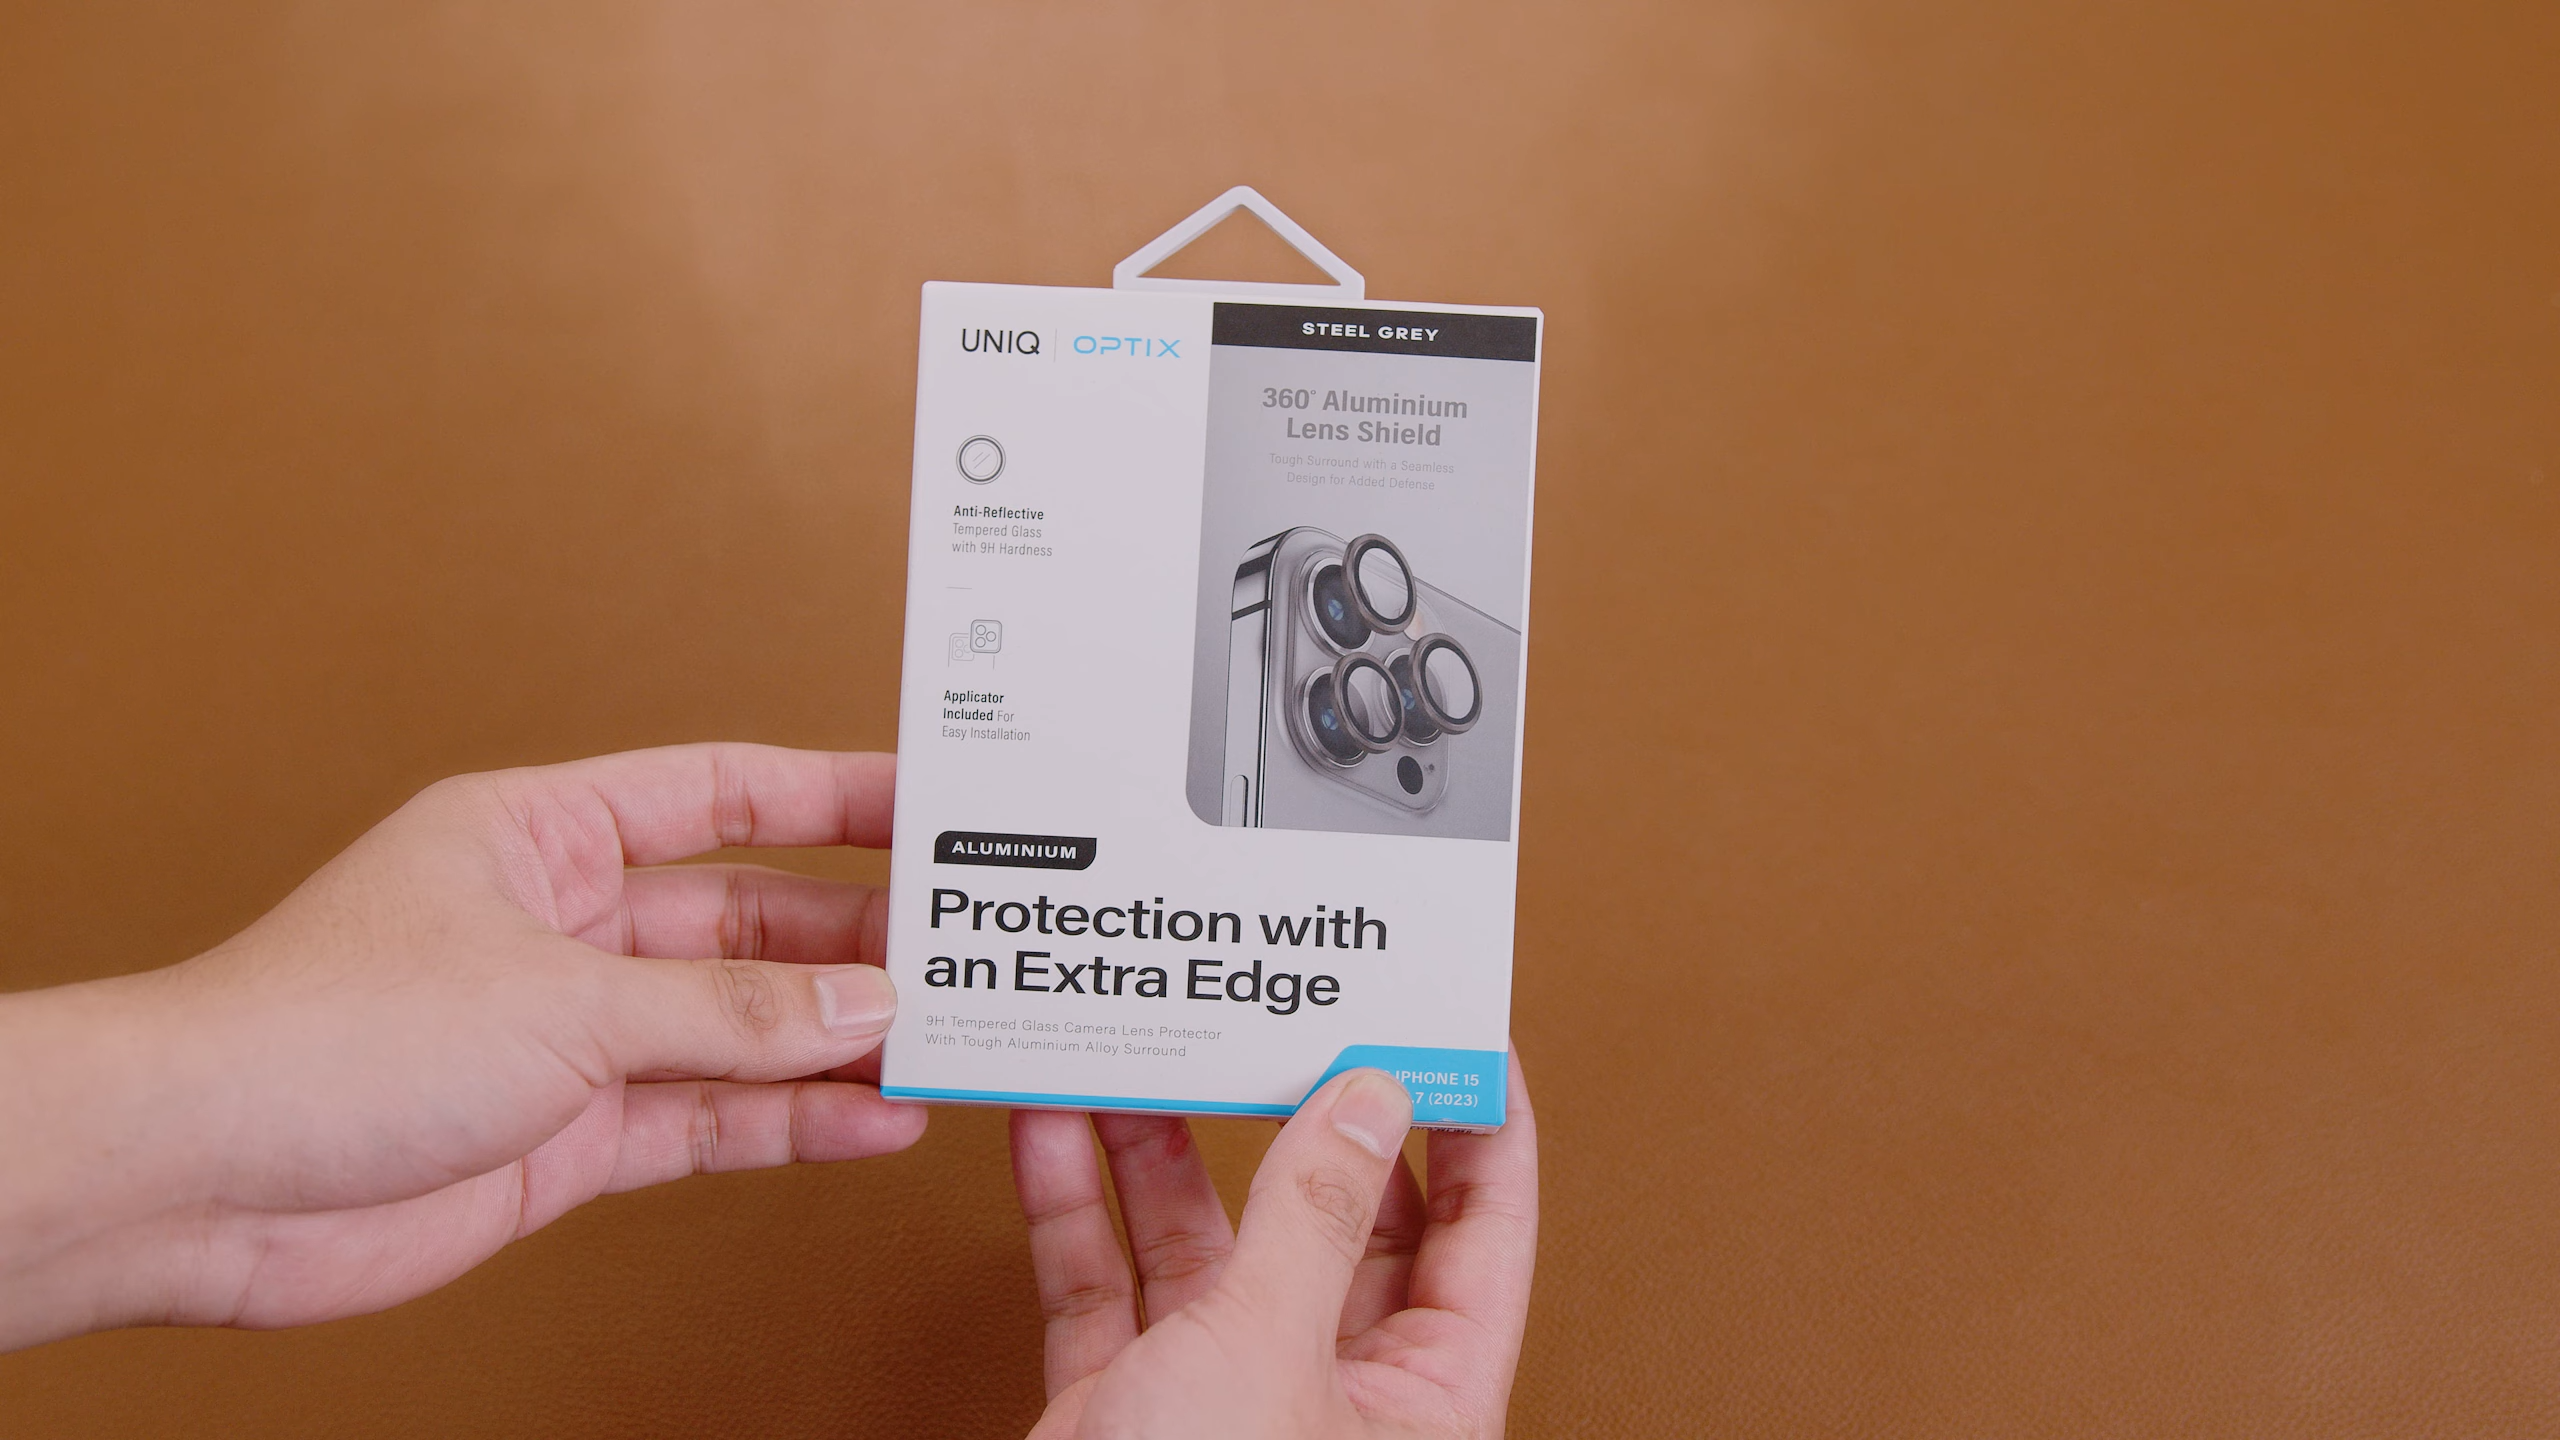 UNIQ OPTIX
STEEL GREY
360° Aluminium
Lens Shield
Tough Surround with a Seamless
Design for Added Defense
Anti-Reflective
Tempered Glass
with 9H Hardness
Applicator
Included For
Easy Installation
ALUMINIUM
Protection with
an Extra Edge
9H Tempered Glass Camera Lens Protector
With Tough Aluminium Alloy Surround
IPHONE 15
.7 (2023)